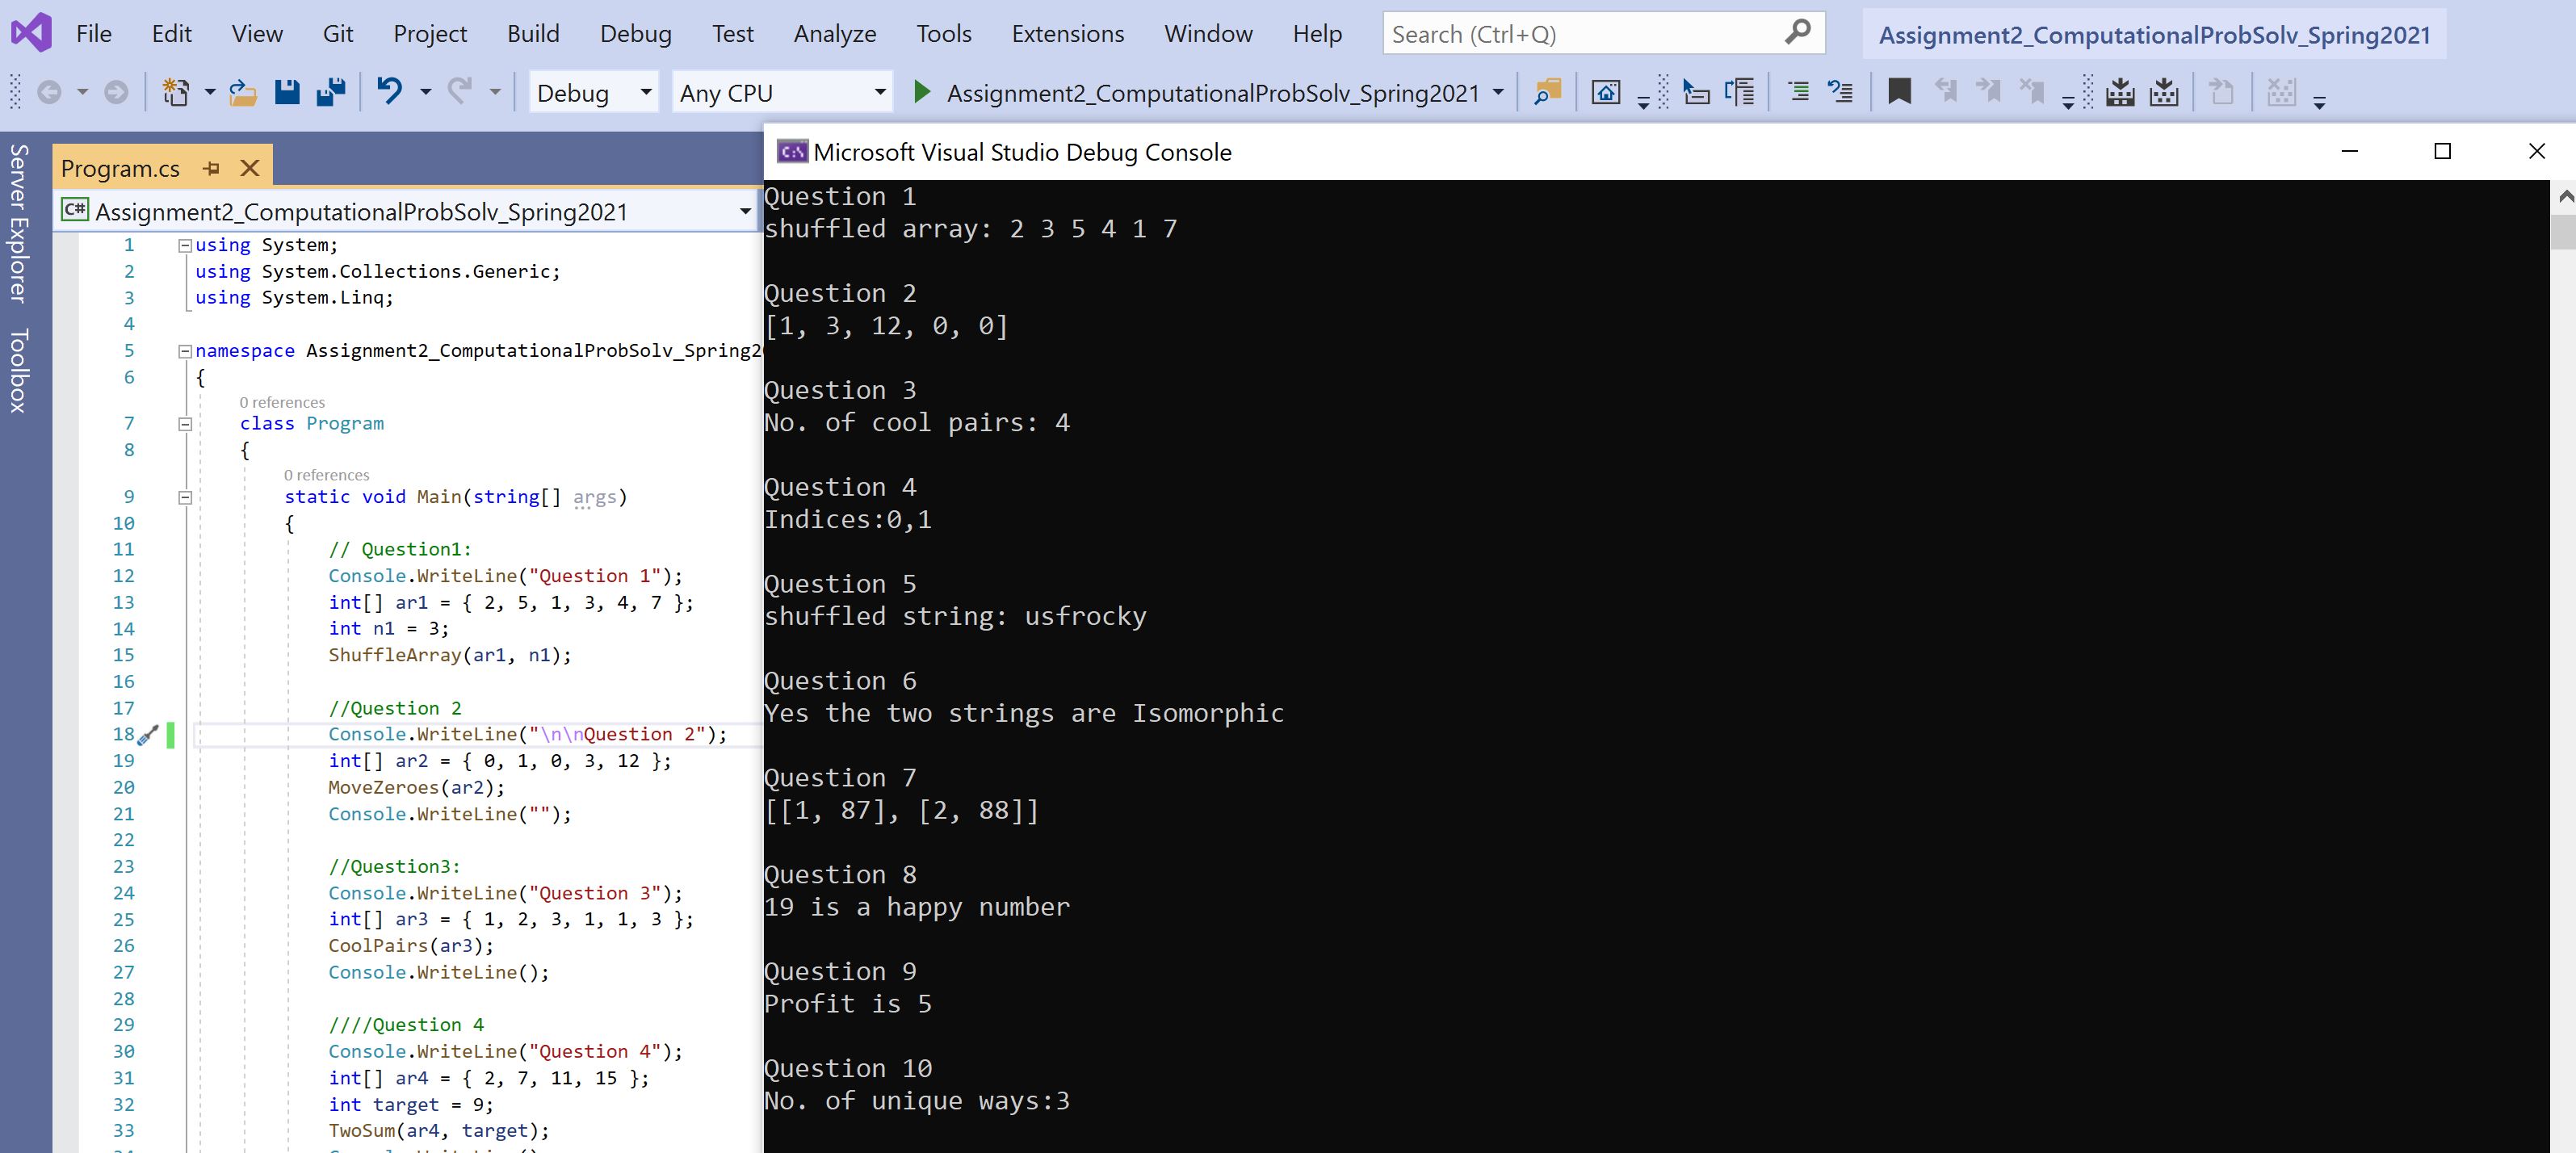 File Edit View Git Project Build Debug Test Analyze Tools Extensions Window Help Search (Ctrl+Q) Assignment2_ComputationalProbSolv_Spring2021
Debug Any CPU Assignment2_ComputationalProbSolv_Spring2021
Server Explorer
Toolbox
Program.cs
C# Assignment2_ComputationalProbSolv_Spring2021
1 using System;
2 using System.Collections.Generic;
3 using System.Linq;
4
5 namespace Assignment2_ComputationalProbSolv_Spring2
6 {
0 references
7 class Program
8 {
0 references
9 static void Main(string[] args)
10 {
11 // Question1:
12 Console.WriteLine("Question 1");
13 int[] ar1 = { 2, 5, 1, 3, 4, 7 };
14 int n1 = 3;
15 ShuffleArray(ar1, n1);
16
17 //Question 2
18 Console.WriteLine("\n\nQuestion 2");
19 int[] ar2 = { 0, 1, 0, 3, 12 };
20 MoveZeroes(ar2);
21 Console.WriteLine("");
22
23 //Question3:
24 Console.WriteLine("Question 3");
25 int[] ar3 = { 1, 2, 3, 1, 1, 3 };
26 CoolPairs(ar3);
27 Console.WriteLine();
28
29 ////Question 4
30 Console.WriteLine("Question 4");
31 int[] ar4 = { 2, 7, 11, 15 };
32 int target = 9;
33 TwoSum(ar4, target);
C:\ Microsoft Visual Studio Debug Console
Question 1
shuffled array: 2 3 5 4 1 7
Question 2
[1, 3, 12, 0, 0]
Question 3
No. of cool pairs: 4
Question 4
Indices:0,1
Question 5
shuffled string: usfrocky
Question 6
Yes the two strings are Isomorphic
Question 7
[[1, 87], [2, 88]]
Question 8
19 is a happy number
Question 9
Profit is 5
Question 10
No. of unique ways:3